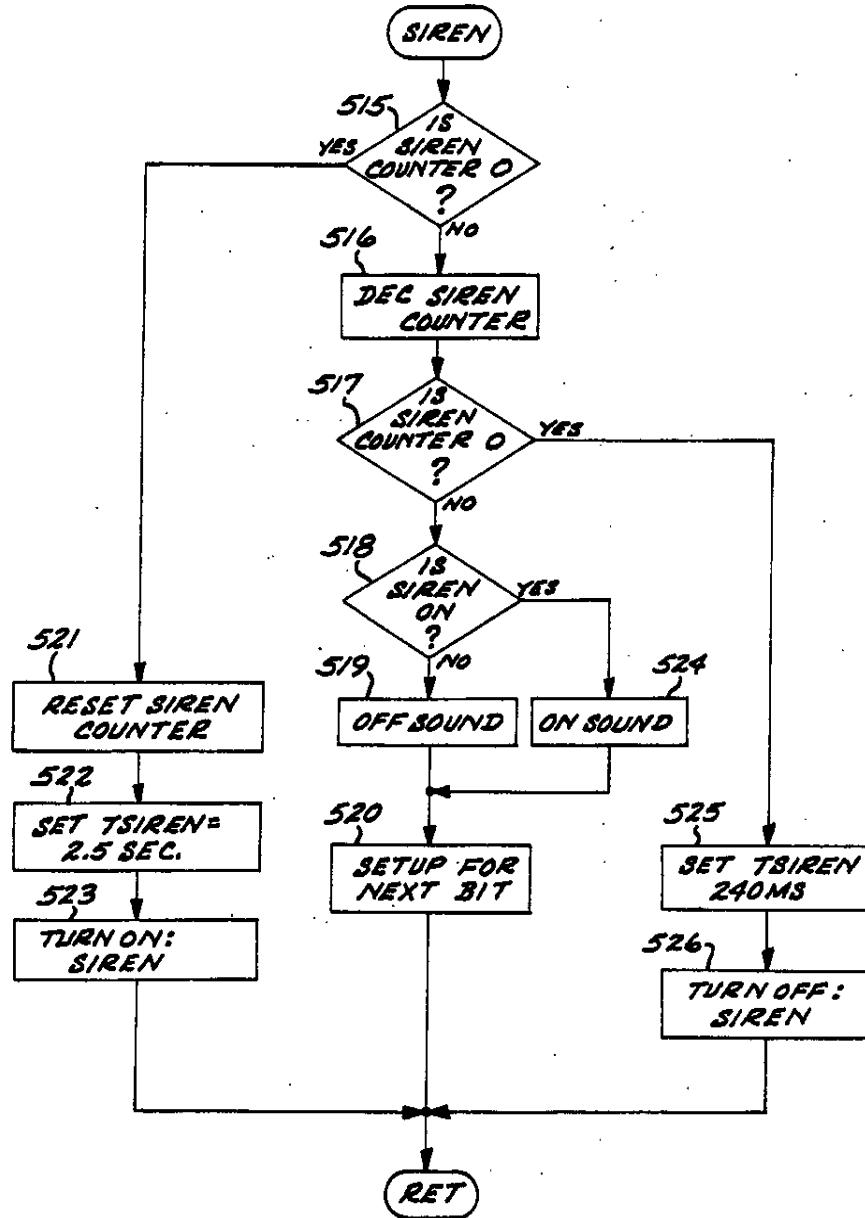 SIREN
515
IS
SIREN
COUNTER 0
?
YES
NO
516
DEC SIREN
COUNTER
517
IS
SIREN
COUNTER 0
?
YES
NO
518
IS
SIREN
ON
?
YES
NO
521
RESET SIREN
COUNTER
519
OFF SOUND
524
ON SOUND
522
SET TSIREN=
2.5 SEC.
520
SETUP FOR
NEXT BIT
525
SET TSIREN
240MS
523
TURN ON:
SIREN
526
TURN OFF:
SIREN
RET